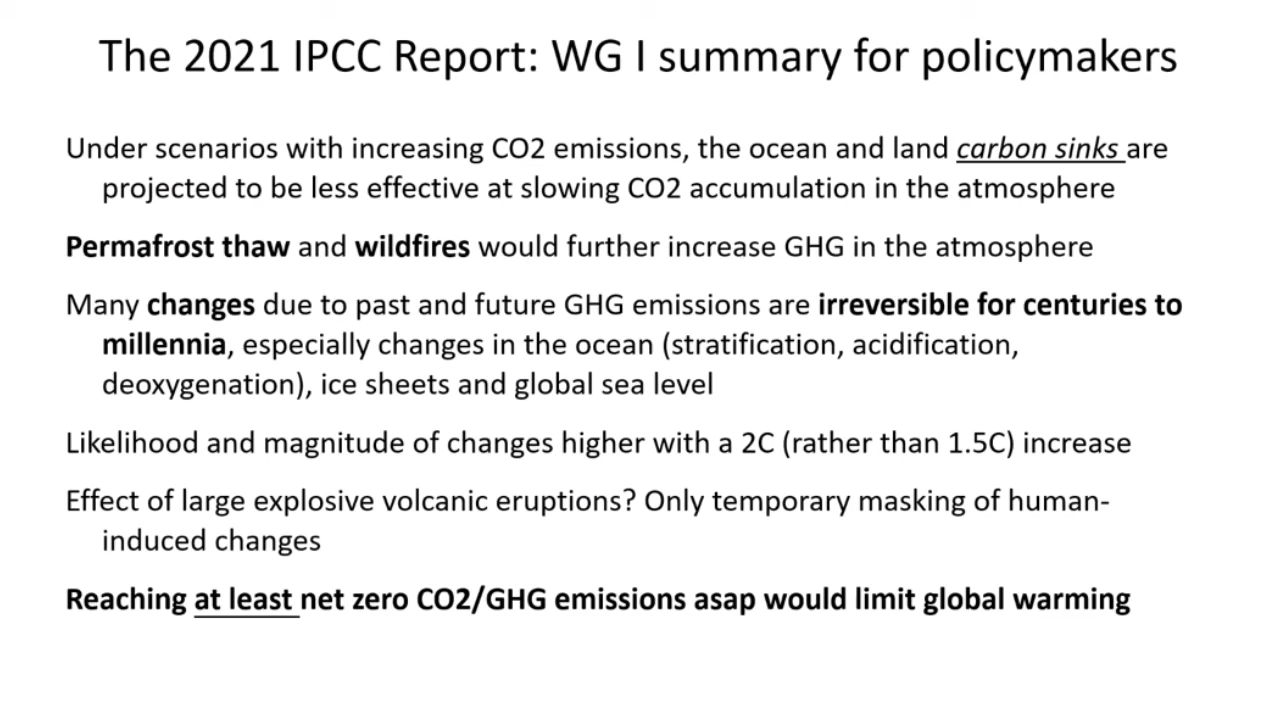 The 2021 IPCC Report: WG I summary for policymakers
Under scenarios with increasing CO2 emissions, the ocean and land carbon sinks are
projected to be less effective at slowing CO2 accumulation in the atmosphere
Permafrost thaw and wildfires would further increase GHG in the atmosphere
Many changes due to past and future GHG emissions are irreversible for centuries to
millennia, especially changes in the ocean (stratification, acidification,
deoxygenation), ice sheets and global sea level
Likelihood and magnitude of changes higher with a 2C (rather than 1.5C) increase
Effect of large explosive volcanic eruptions? Only temporary masking of human-
induced changes
Reaching at least net zero CO2/GHG emissions asap would limit global warming